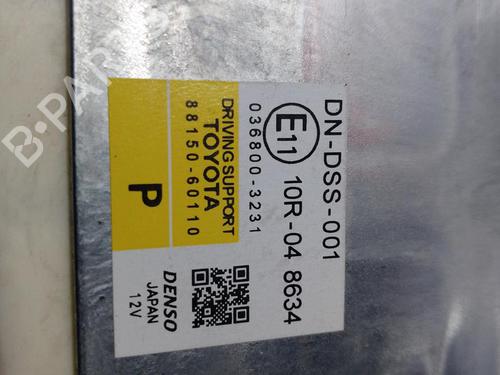 DN-DSS-001
E11 10R-04 8634
036800-3231
DRIVING SUPPORT
TOYOTA
88150-60110
P
DENSO
JAPAN
12V
B-PARTS